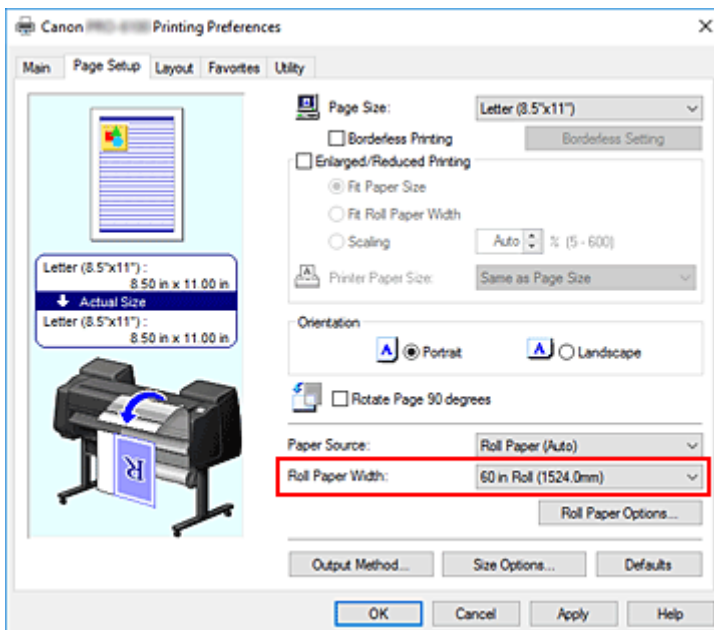 Canon Printing Preferences
Main Page Setup Layout Favorites Utility
Page Size: Letter (8.5"x11")
Borderless Printing Borderless Setting
Enlarged/Reduced Printing
Fit Paper Size
Fit Roll Paper Width
Scaling Auto % (5 - 600)
Printer Paper Size: Same as Page Size
Letter (8.5"x11") :
8.50 in x 11.00 in
Actual Size
Letter (8.5"x11") :
8.50 in x 11.00 in
Orientation
A Portrait A Landscape
Rotate Page 90 degrees
Paper Source: Roll Paper (Auto)
Roll Paper Width: 60 in Roll (1524.0mm)
Roll Paper Options...
Output Method... Size Options... Defaults
OK Cancel Apply Help
R
A